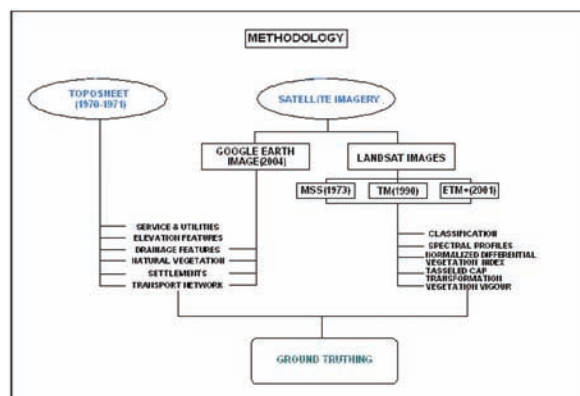 METHODOLOGY
TOPOSHEET
(1970-1971)
SATELLITE IMAGERY
GOOGLE EARTH
IMAGE(2004)
LANDSAT IMAGES
MSS(1973)
TM(1990)
ETM+(2001)
SERVICE & UTILITIES
ELEVATION FEATURES
DRAINAGE FEATURES
NATURAL VEGETATION
SETTLEMENTS
TRANSPORT NETWORK
CLASSIFICATION
SPECTRAL PROFILES
NORMALIZED DIFFERENTIAL
VEGETATION INDEX
TASSELED CAP
TRANSFORMATION
VEGETATION VIGOUR
GROUND TRUTHING